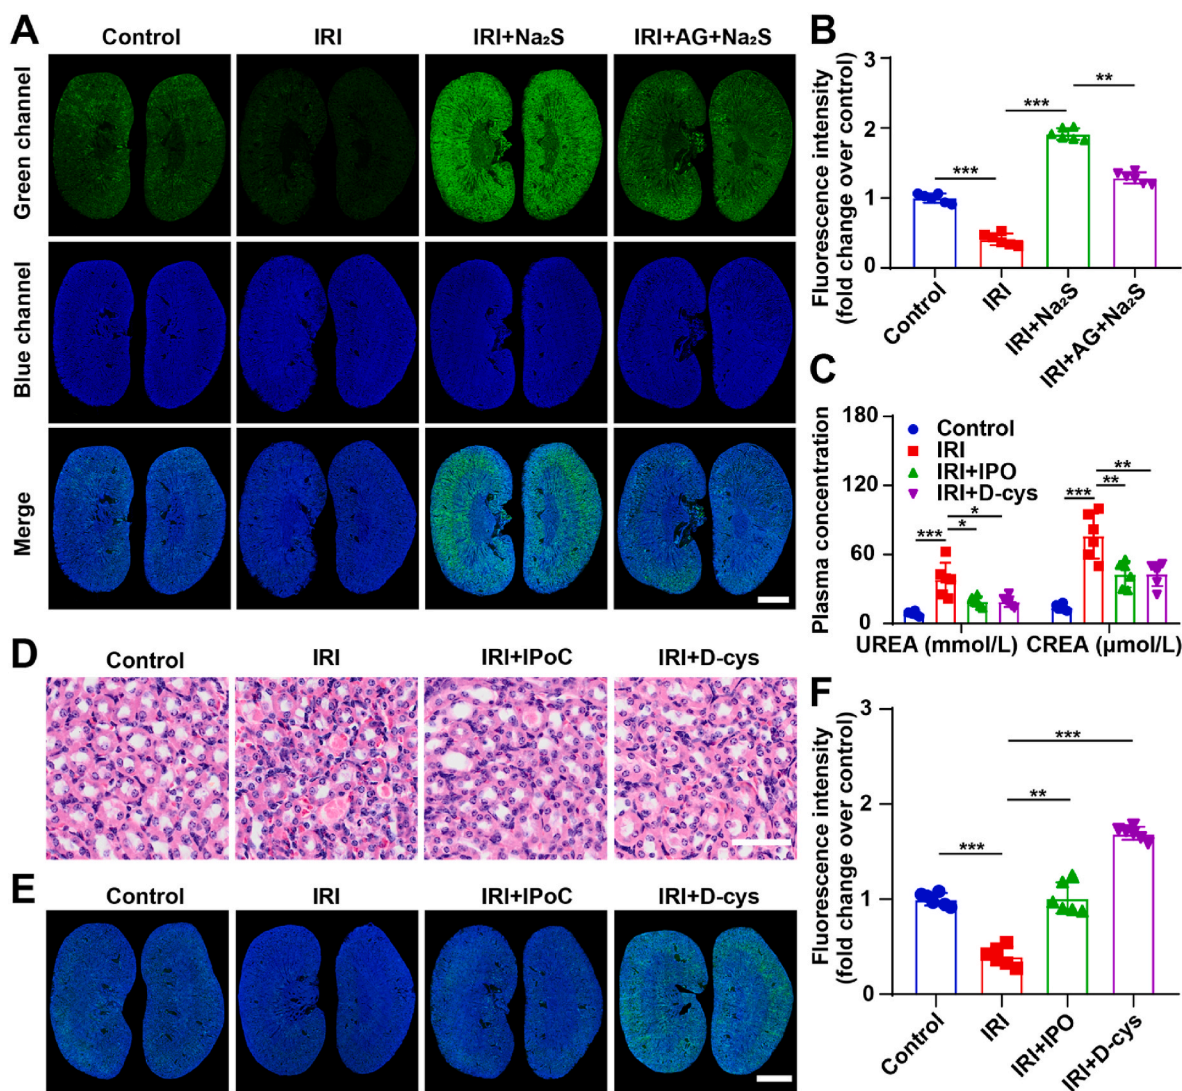 A
Control
IRI
IRI+Na₂S
IRI+AG+Na₂S
Green channel
Blue channel
Merge
B
Fluorescence intensity
(fold change over control)
3
2
1
0
***
***
**
Control
IRI
IRI+Na₂S
IRI+AG+Na₂S
C
Plasma concentration
180
120
60
0
Control
IRI
IRI+IPO
IRI+D-cys
***
*
*
***
**
**
UREA (mmol/L)
CREA (μmol/L)
D
Control
IRI
IRI+IPoC
IRI+D-cys
E
Control
IRI
IRI+IPoC
IRI+D-cys
F
Fluorescence intensity
(fold change over control)
3
2
1
0
***
**
***
Control
IRI
IRI+IPO
IRI+D-cys